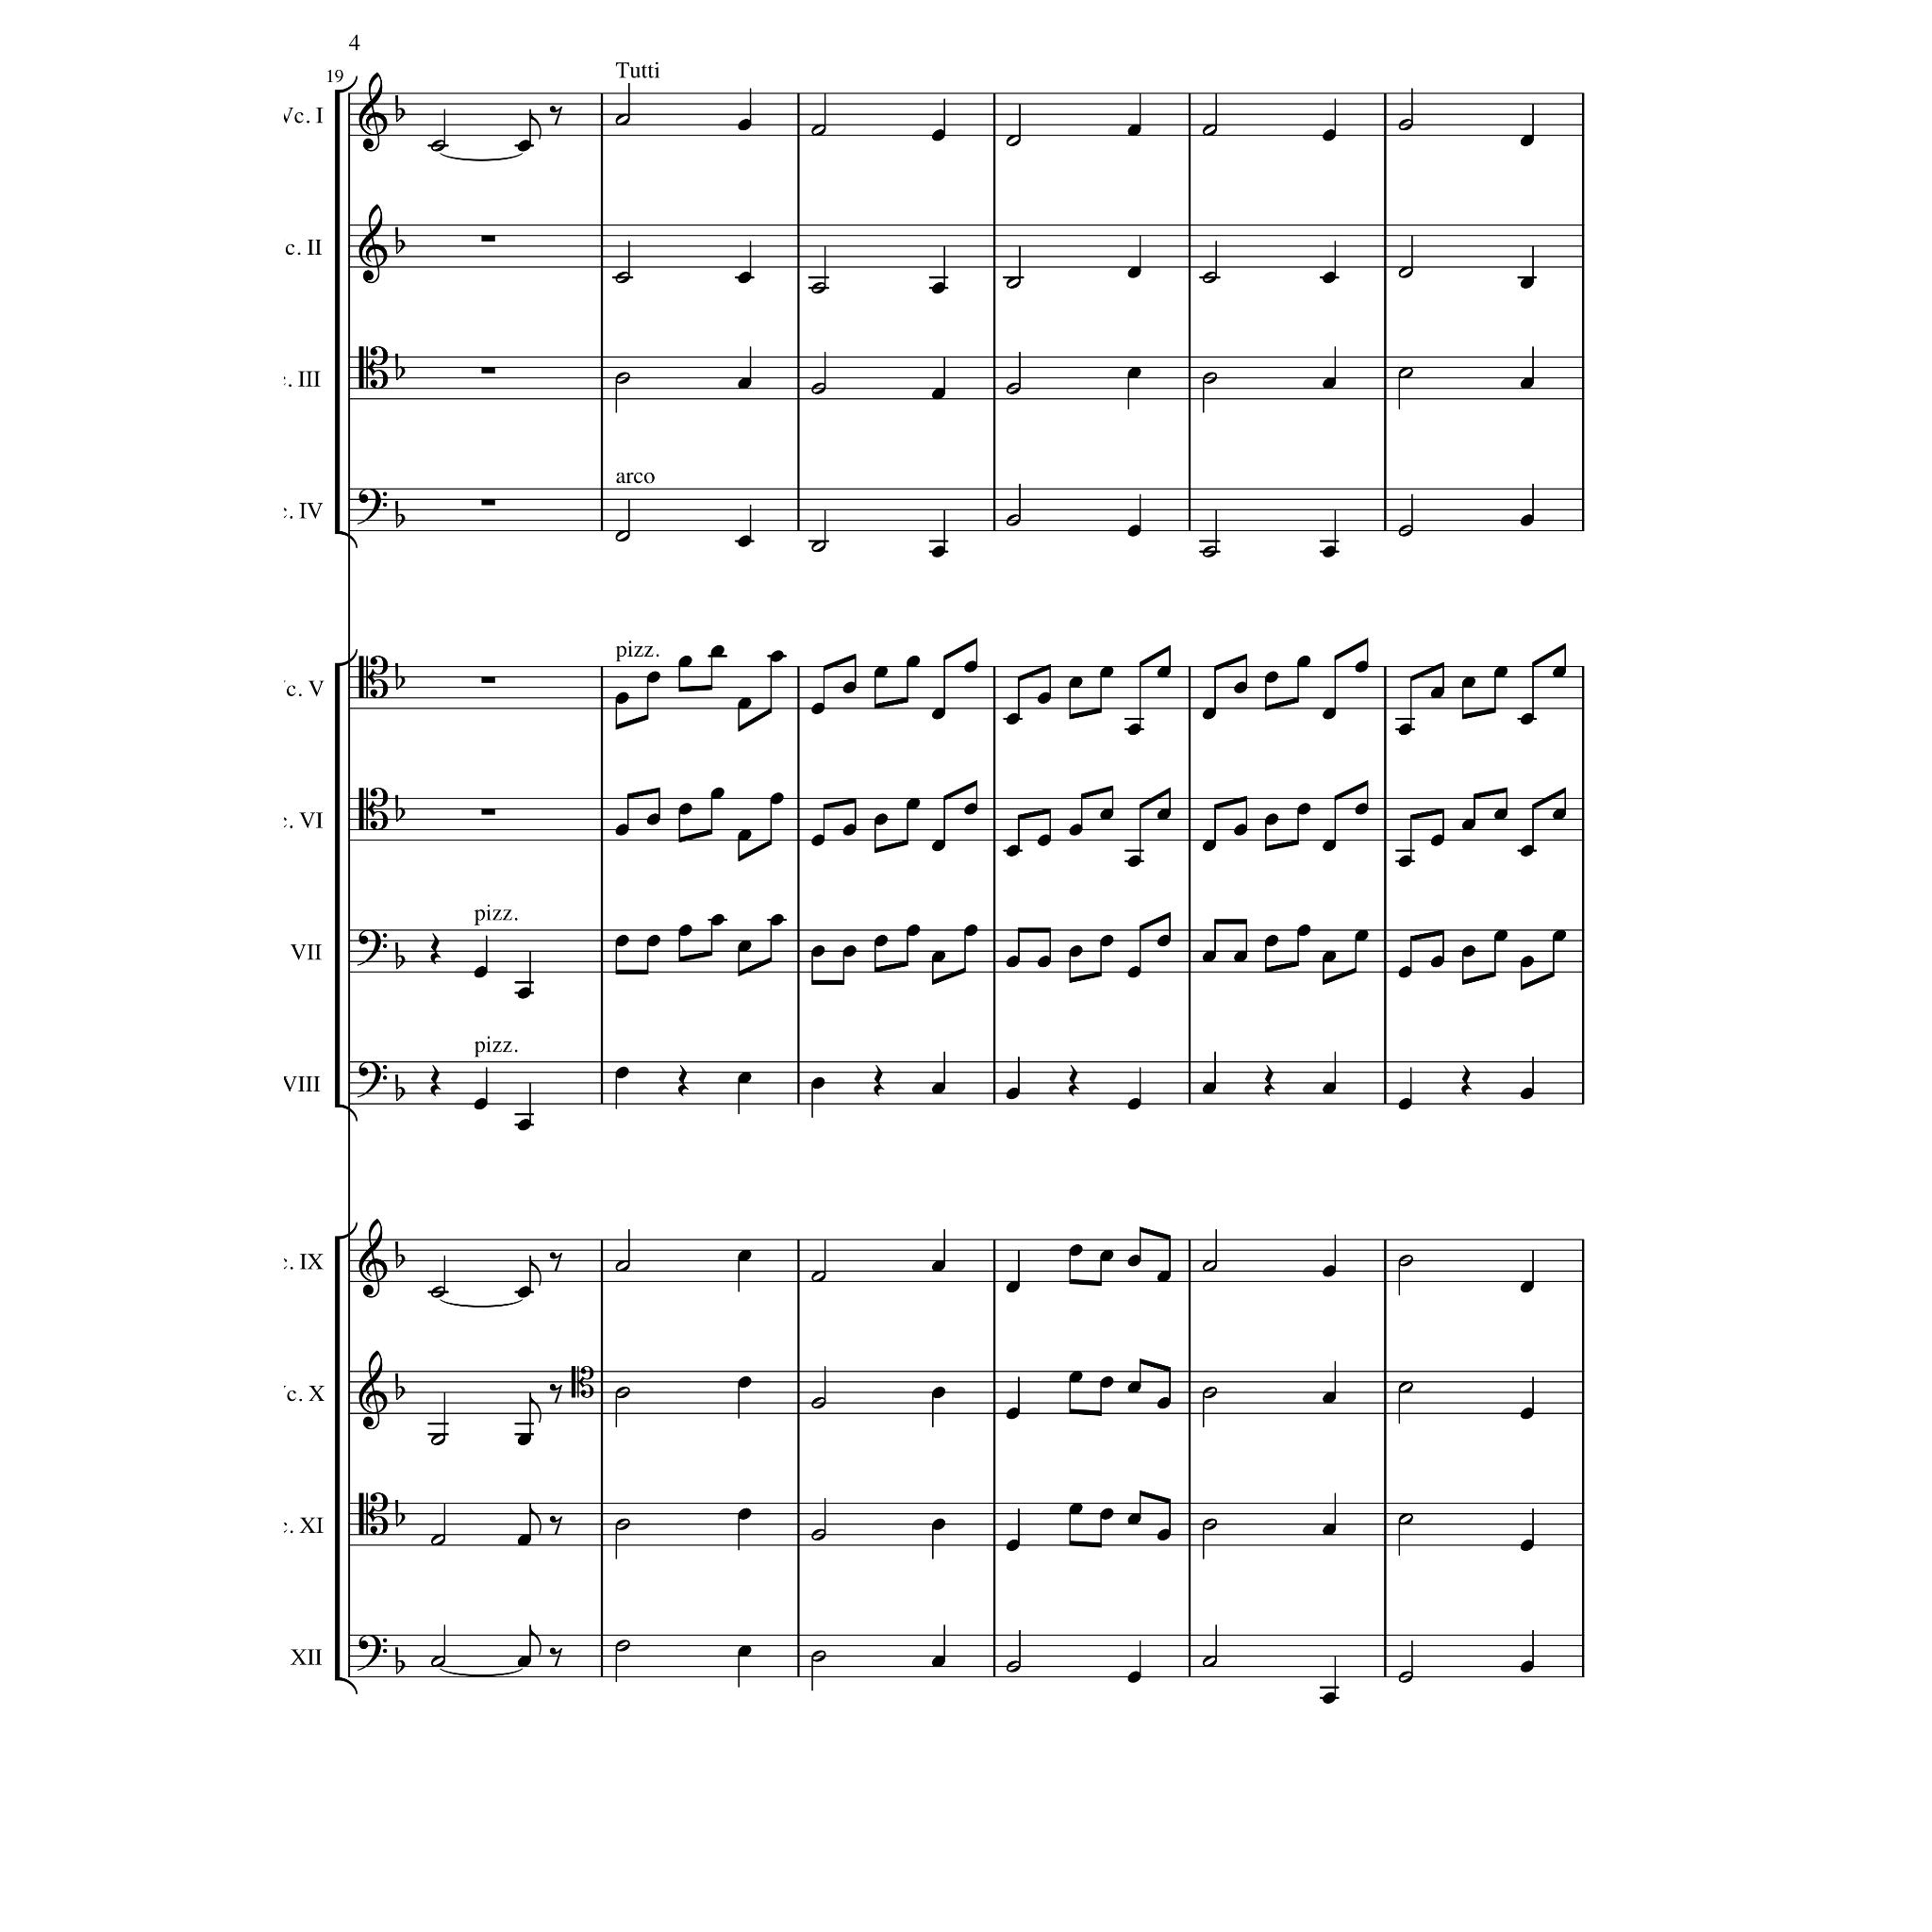 4
19
Tutti
Vc. I
c. II
c. III
arco
c. IV
pizz.
Vc. V
c. VI
pizz.
VII
pizz.
VIII
c. IX
Vc. X
c. XI
XII